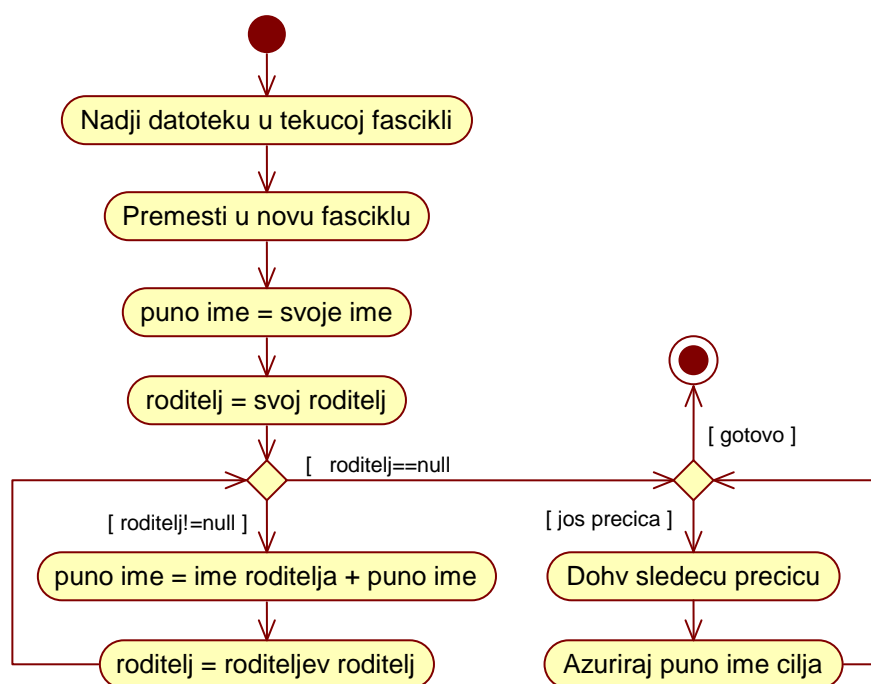 Nadji datoteku u tekucoj fascikli
Premesti u novu fasciklu
puno ime = svoje ime
roditelj = svoj roditelj
[ roditelj==null
[ roditelj!=null ]
puno ime = ime roditelja + puno ime
roditelj = roditeljev roditelj
[ gotovo ]
[ jos precica ]
Dohv sledecu precicu
Azuriraj puno ime cilja